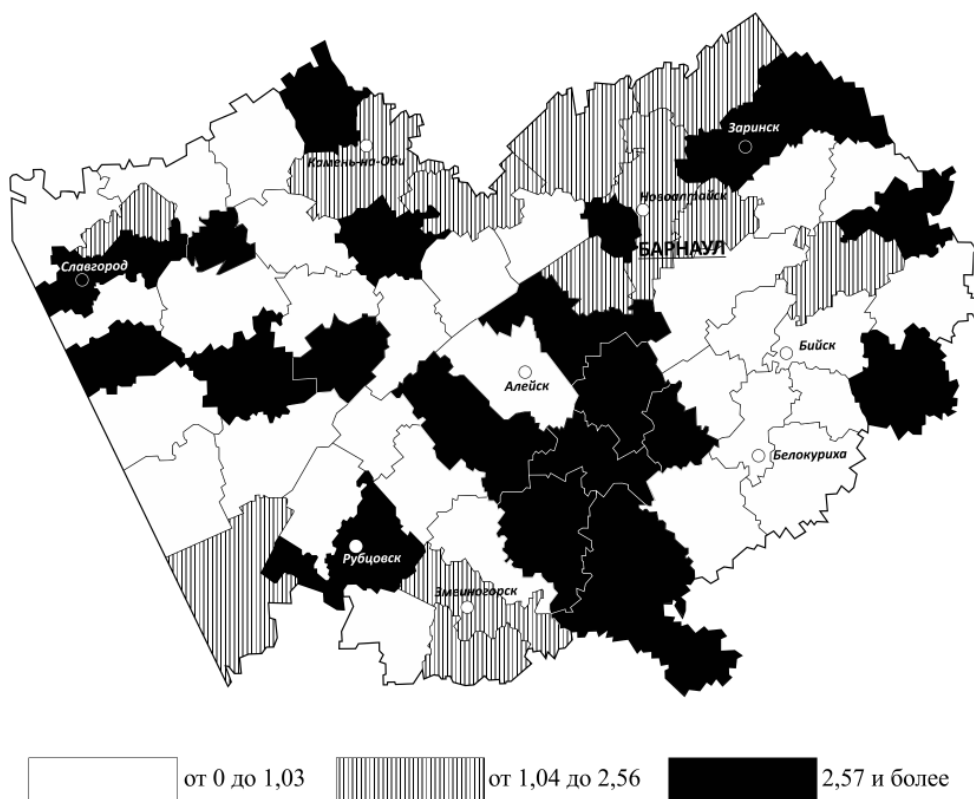 Заринск
Камень-на-Оби
Новоалтайск
БАРНАУЛ
Славгород
Бийск
Алейск
Белокуриха
Рубцовск
Змеиногорск
от 0 до 1,03
от 1,04 до 2,56
2,57 и более